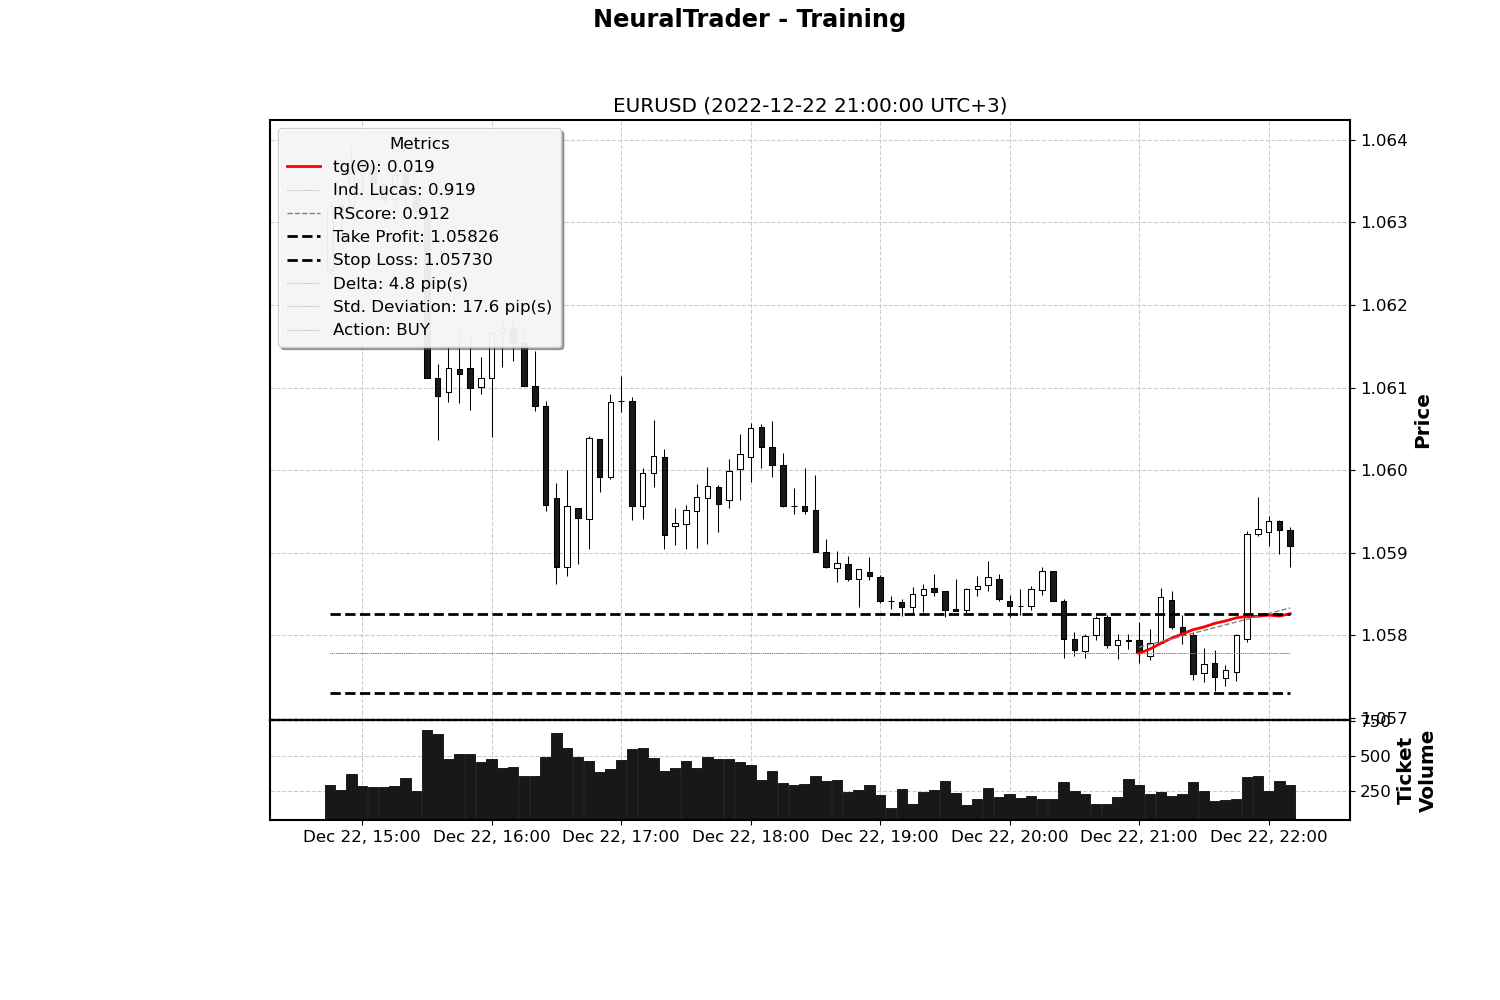 NeuralTrader - Training
EURUSD (2022-12-22 21:00:00 UTC+3)
Metrics
tg(Θ): 0.019
Ind. Lucas: 0.919
RScore: 0.912
Take Profit: 1.05826
Stop Loss: 1.05730
Delta: 4.8 pip(s)
Std. Deviation: 17.6 pip(s)
Action: BUY
1.064
1.063
1.062
1.061
1.060
1.059
1.058
1.057
Price
750
500
250
Ticket
Volume
Dec 22, 15:00 Dec 22, 16:00 Dec 22, 17:00 Dec 22, 18:00 Dec 22, 19:00 Dec 22, 20:00 Dec 22, 21:00 Dec 22, 22:00